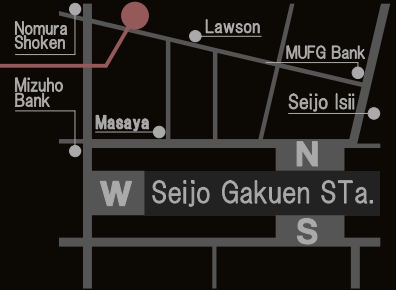 Nomura
Shoken
Lawson
MUFG Bank
Mizuho
Bank
Seijo Isii
Masaya
N
W
Seijo Gakuen STa.
S